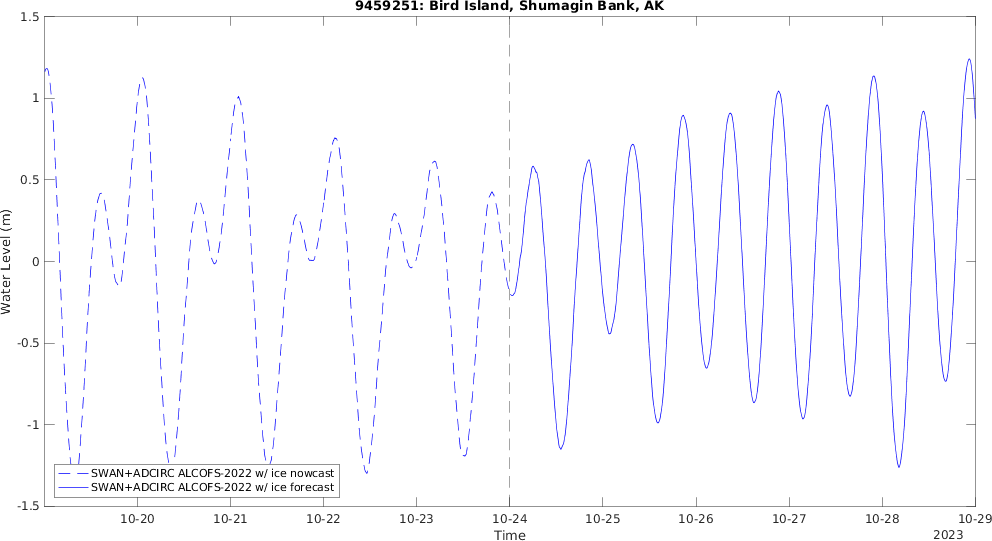 9459251: Bird Island, Shumagin Bank, AK
1.5
1
0.5
0
-0.5
-1
-1.5
Water Level (m)
SWAN+ADCIRC ALCOFS-2022 w/ ice nowcast
SWAN+ADCIRC ALCOFS-2022 w/ ice forecast
10-20 10-21 10-22 10-23 10-24 10-25 10-26 10-27 10-28 10-29
Time
2023